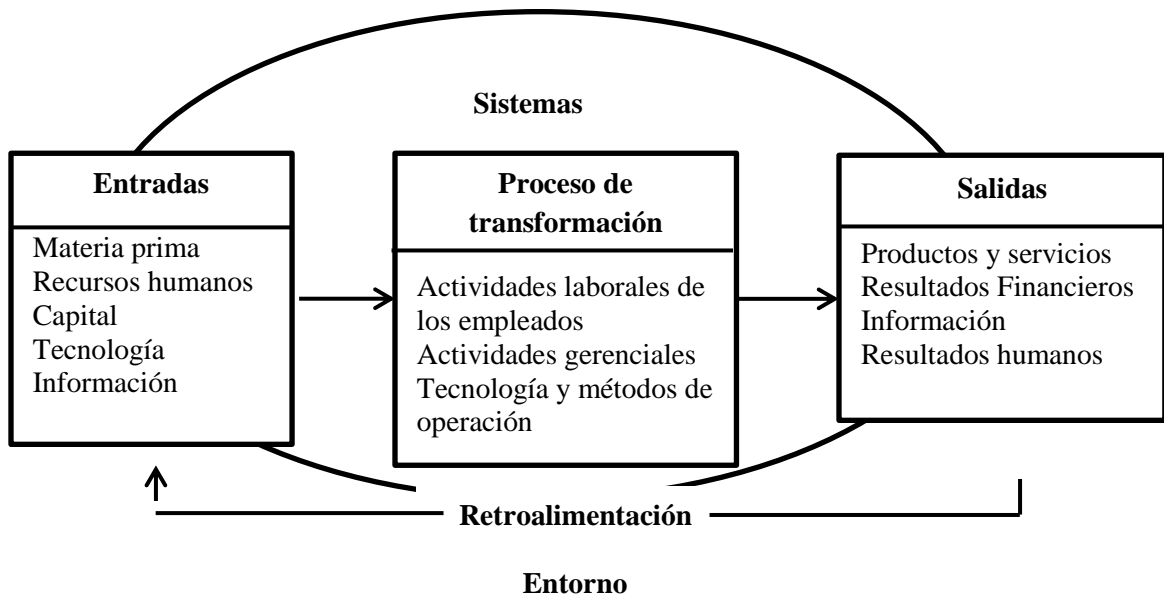 Sistemas
Entradas
Materia prima
Recursos humanos
Capital
Tecnología
Información
Proceso de
transformación
Actividades laborales de
los empleados
Actividades gerenciales
Tecnología y métodos de
operación
Salidas
Productos y servicios
Resultados Financieros
Información
Resultados humanos
Retroalimentación
Entorno